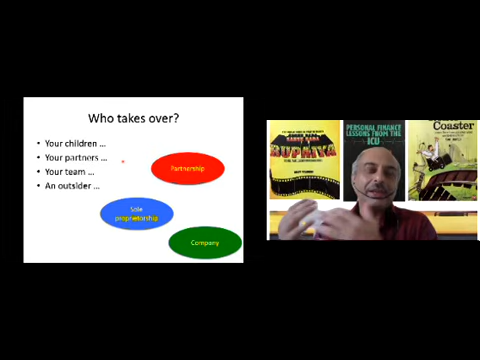 Who takes over?
• Your children ...
• Your partners ...
• Your team ...
• An outsider ...
Partnership
Sole
proprietorship
Company
RUPAIYA
PERSONAL FINANCE
LESSONS FROM THE
ICU
Coaster